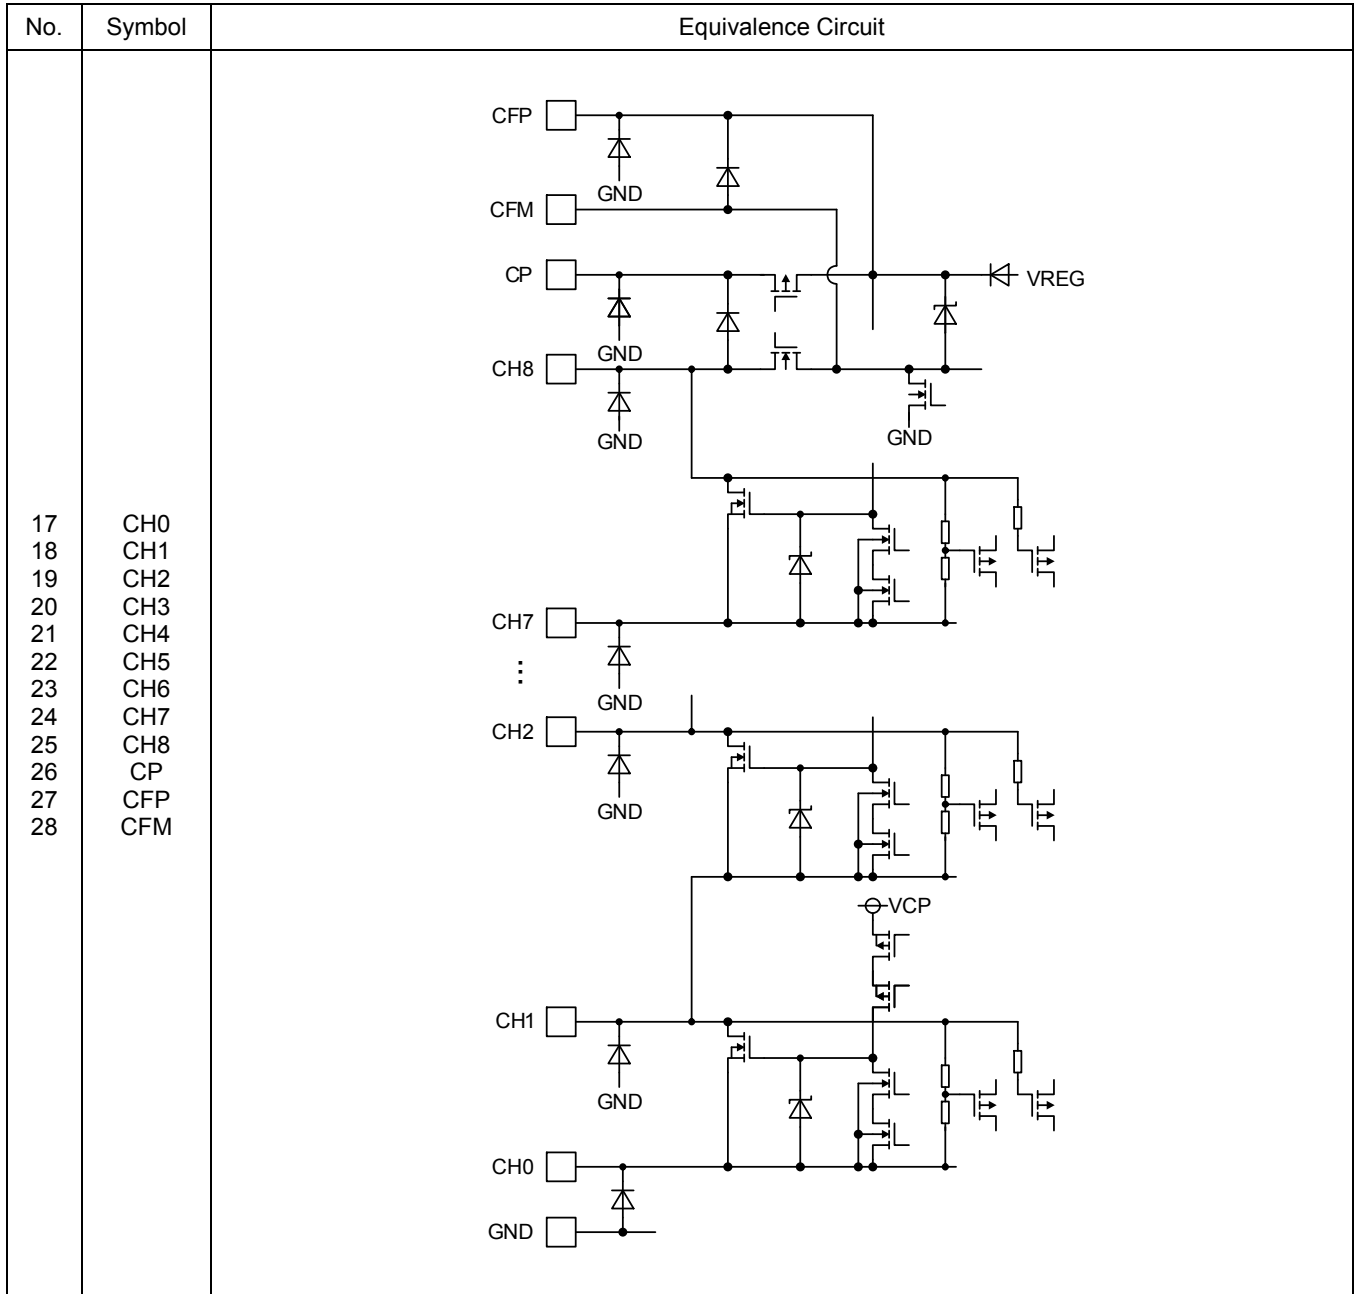 No. Symbol Equivalence Circuit
CFP
GND
CFM
CP
VREG
GND
CH8
GND
GND
17 CH0
18 CH1
19 CH2
20 CH3
21 CH4
22 CH5
23 CH6
24 CH7
25 CH8
26 CP
27 CFP
28 CFM
CH7
⋮
GND
CH2
GND
VCP
CH1
GND
CH0
GND